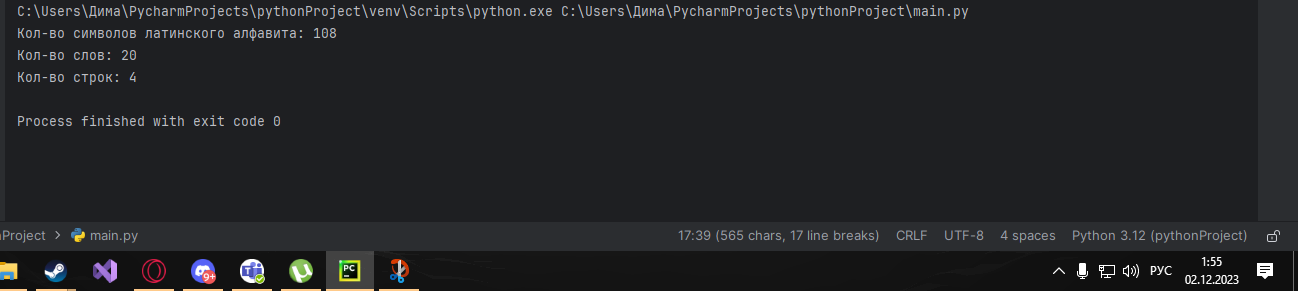 C:\Users\Дима\PycharmProjects\pythonProject\venv\Scripts\python.exe C:\Users\Дима\PycharmProjects\pythonProject\main.py
Кол-во символов латинского алфавита: 108
Кол-во слов: 20
Кол-во строк: 4
Process finished with exit code 0
nProject > main.py 17:39 (565 chars, 17 line breaks) CRLF UTF-8 4 spaces Python 3.12 (pythonProject)
9+ PC РУС 1:55
02.12.2023